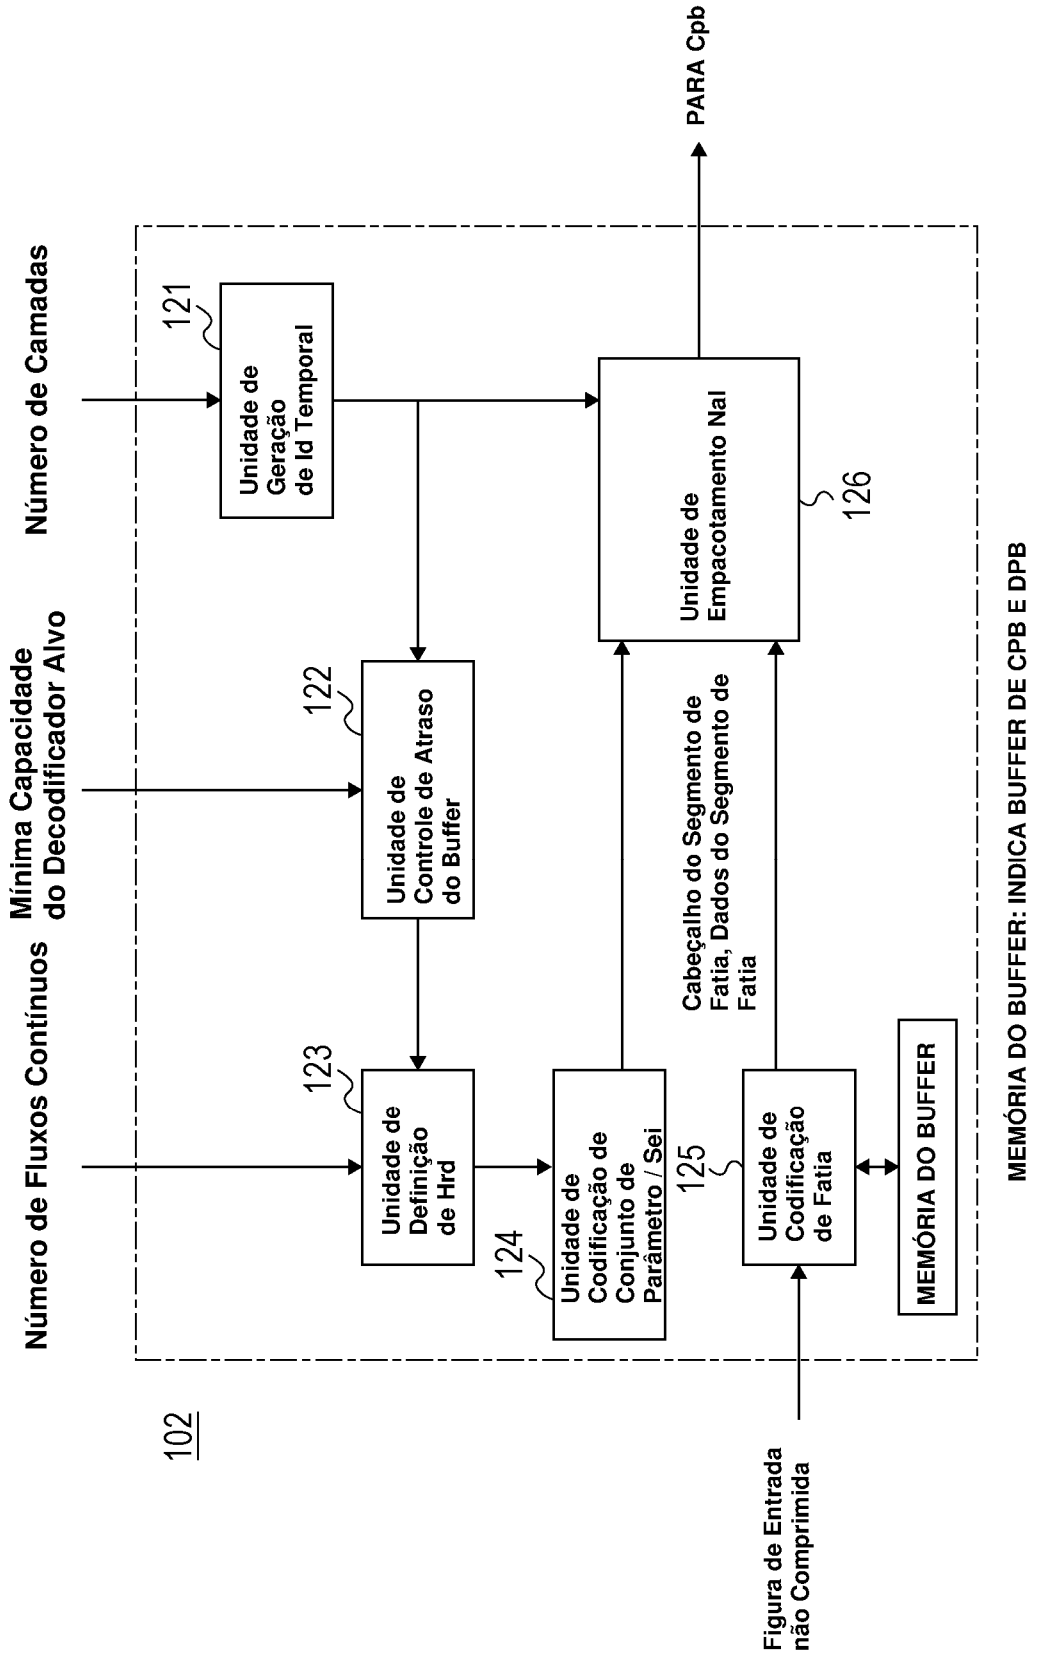 102
Número de Fluxos Contínuos
Mínima Capacidade
do Decodificador Alvo
Número de Camadas
121
Unidade de
Geração
de Id Temporal
122
Unidade de
Controle de Atraso
do Buffer
123
Unidade de
Definição
de Hrd
124
Unidade de
Codificação de
Conjunto de
Parâmetro / Sei
125
Unidade de
Codificação
de Fatia
Cabeçalho do Segmento de
Fatia, Dados do Segmento de
Fatia
Unidade de
Empacotamento Nal
126
PARA Cpb
Figura de Entrada
não Comprimida
MEMÓRIA DO BUFFER
MEMÓRIA DO BUFFER: INDICA BUFFER DE CPB E DPB